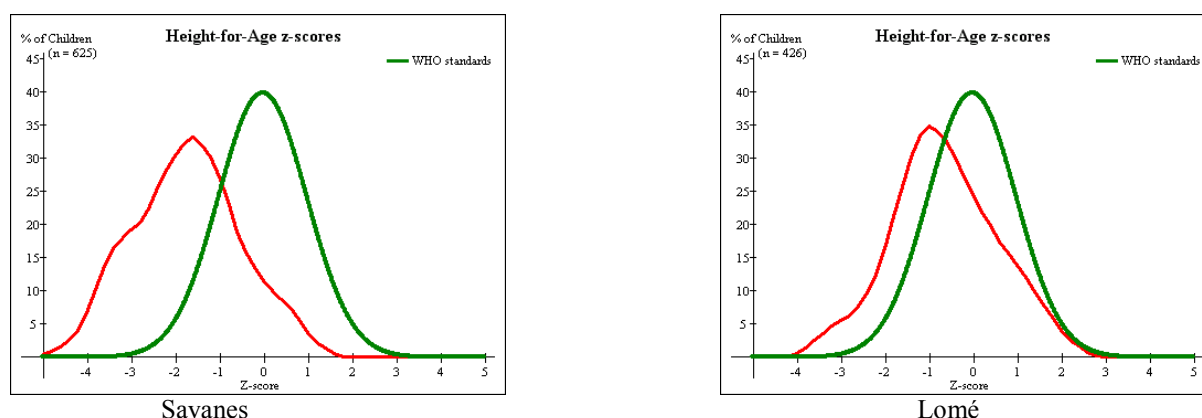 Height-for-Age z-scores
% of Children
(n = 625)
WHO standards
45
40
35
30
25
20
15
10
5
-4 -3 -2 -1 0 1 2 3 4 5
Z-score
Savanes
Height-for-Age z-scores
% of Children
(n = 426)
WHO standards
45
40
35
30
25
20
15
10
5
-4 -3 -2 -1 0 1 2 3 4 5
Z-score
Lomé